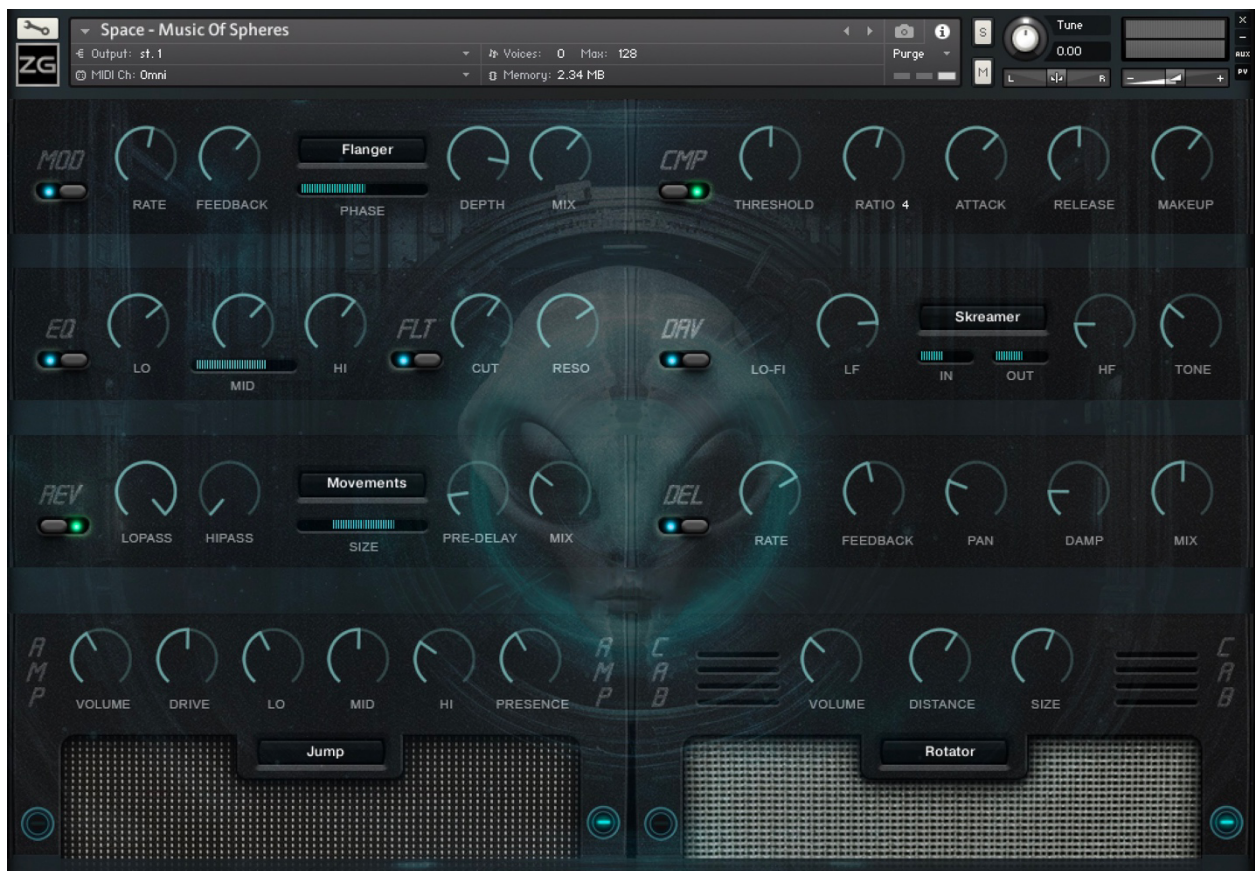 Space - Music Of Spheres
Output: st. 1
Voices: 0 Max: 128
Purge
MIDI Ch: Omni
Memory: 2.34 MB
ZG
S
M
Tune
0.00
L
R
-
+
×
-
AUX
PV
MOD
Flanger
RATE
FEEDBACK
PHASE
DEPTH
MIX
CMP
THRESHOLD
RATIO 4
ATTACK
RELEASE
MAKEUP
EQ
LO
MID
HI
FLT
CUT
RESO
DRV
LO-FI
LF
Skreamer
IN
OUT
HF
TONE
REV
LOPASS
HIPASS
Movements
SIZE
PRE-DELAY
MIX
DEL
RATE
FEEDBACK
PAN
DAMP
MIX
AMP
VOLUME
DRIVE
LO
MID
HI
PRESENCE
AMP
CAB
VOLUME
DISTANCE
SIZE
CAB
Jump
Rotator